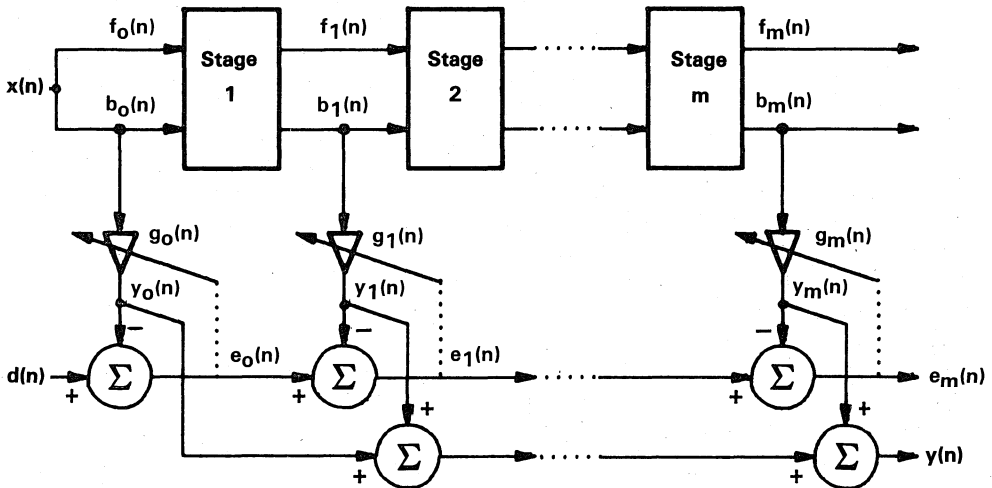 f₀(n) f₁(n) fₘ(n)
x(n)
Stage 1
Stage 2
Stage m
b₀(n) b₁(n) bₘ(n)
g₀(n) g₁(n) gₘ(n)
y₀(n) y₁(n) yₘ(n)
− − −
d(n) + Σ e₀(n) + Σ e₁(n) + Σ eₘ(n)
+ +
+ Σ + Σ y(n)